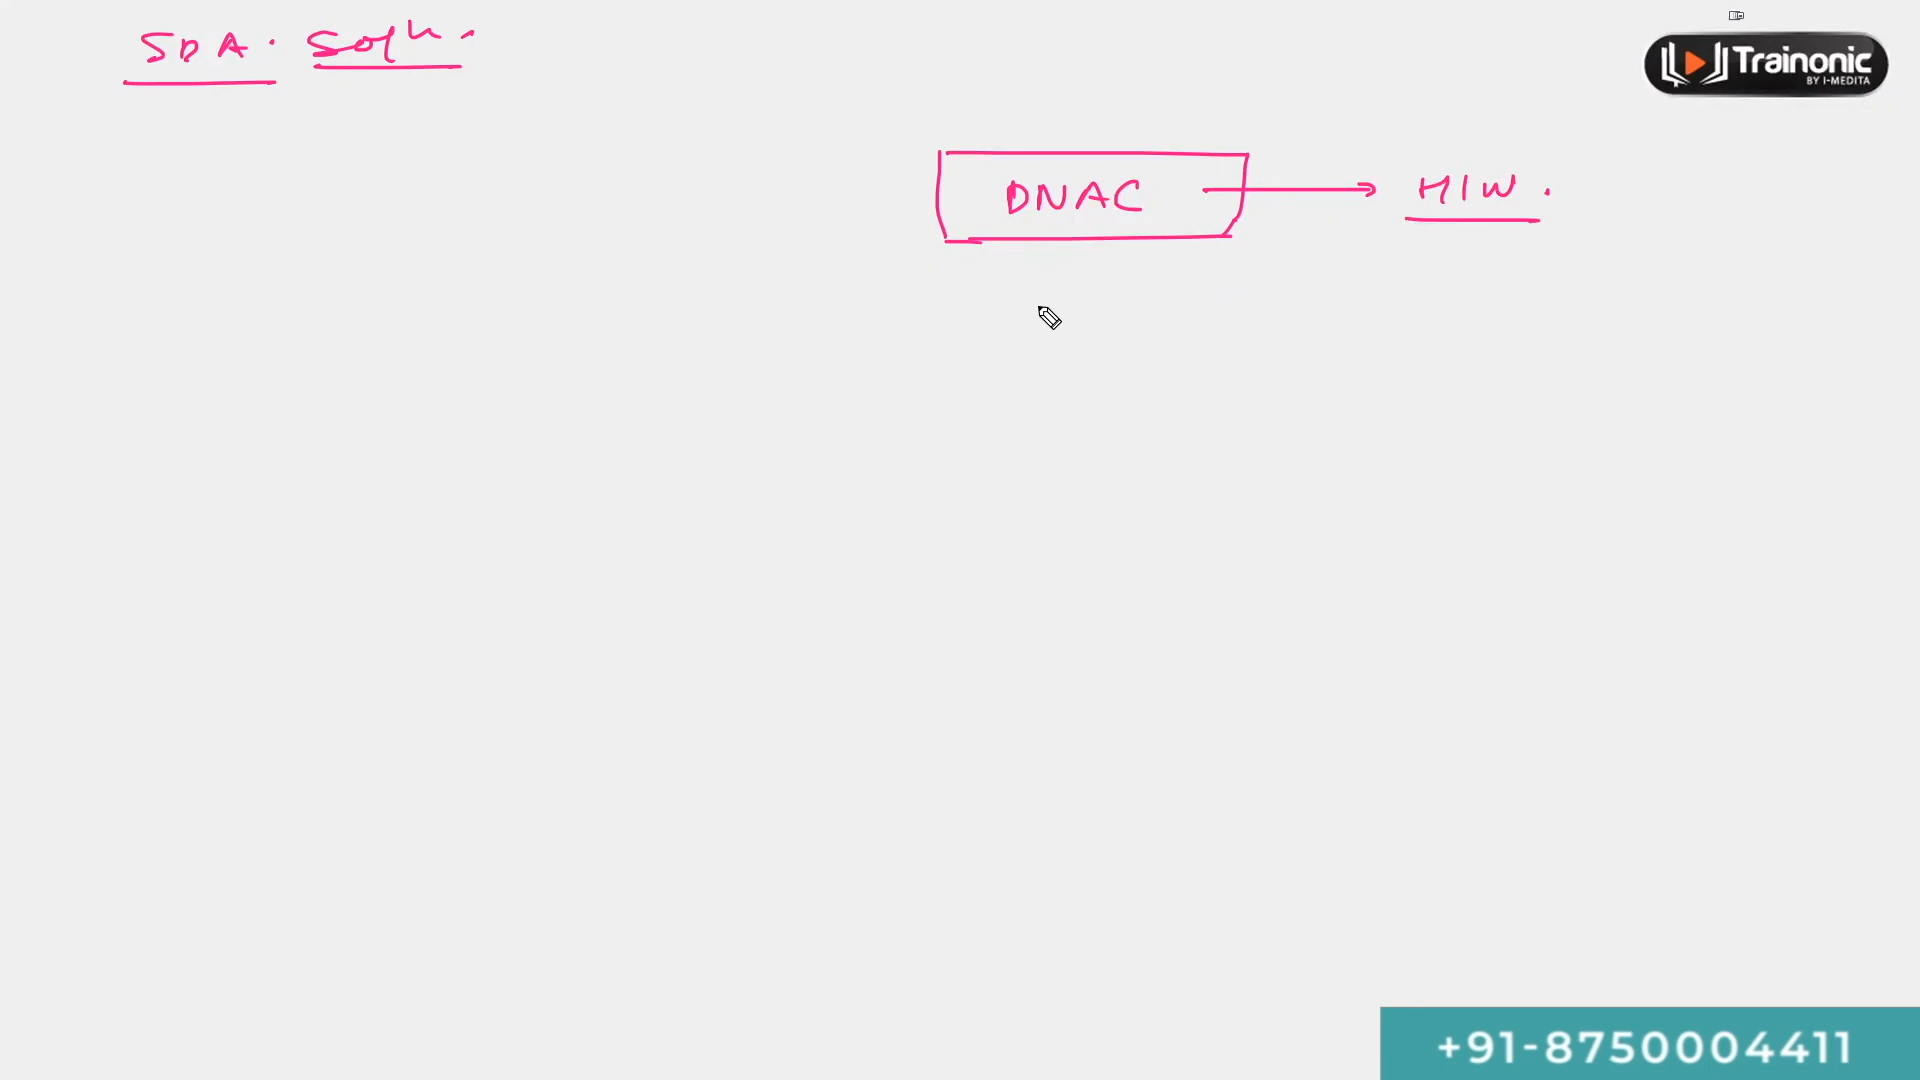 SDA. Soln.
Trainonic
BY I-MEDITA
DNAC
H/W.
+91-8750004411